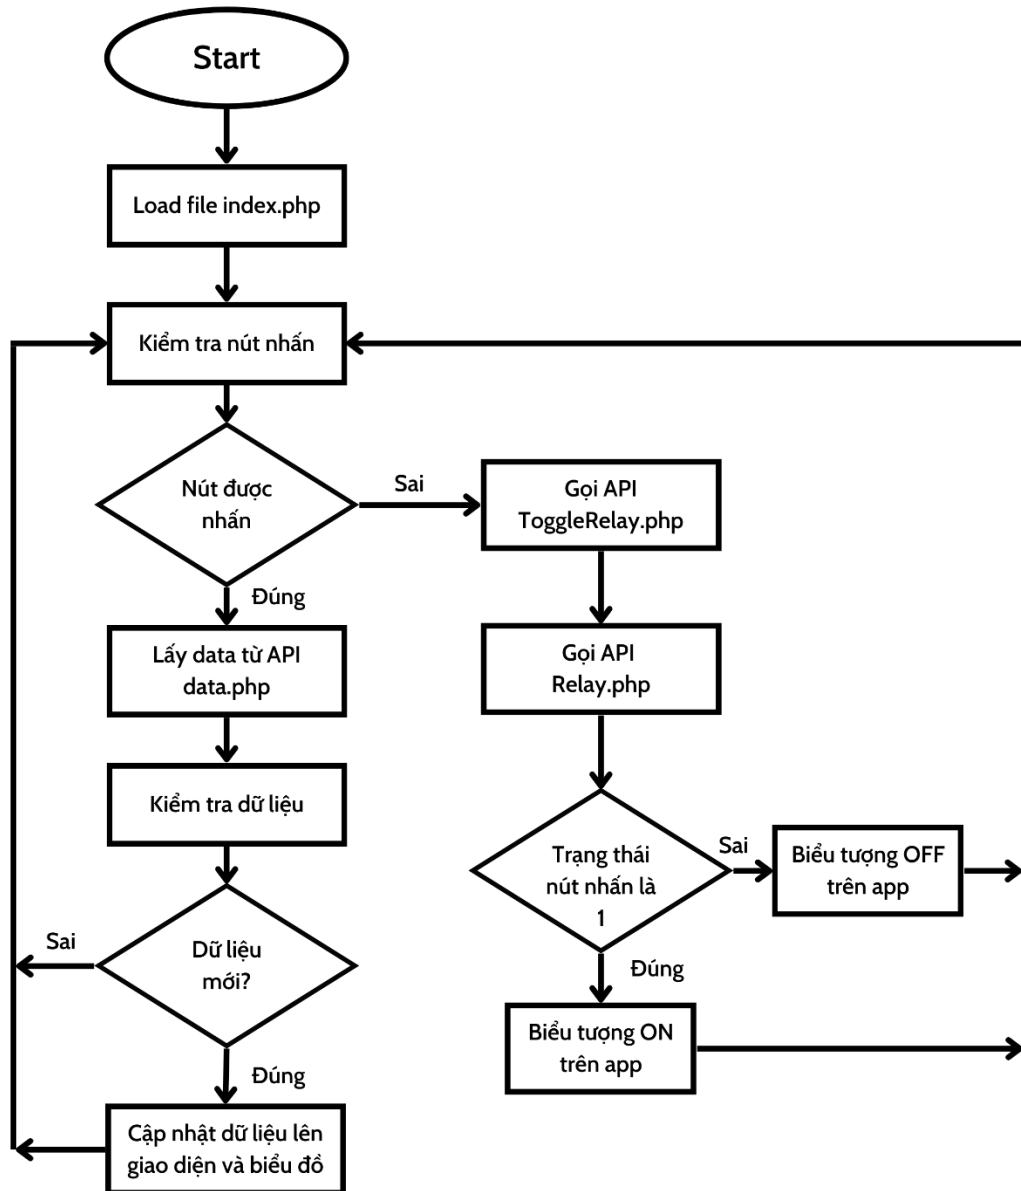 Start
Load file index.php
Kiểm tra nút nhấn
Nút được
nhấn
Sai
Gọi API
ToggleRelay.php
Đúng
Lấy data từ API
data.php
Gọi API
Relay.php
Kiểm tra dữ liệu
Trạng thái
nút nhấn là
1
Sai
Biểu tượng OFF
trên app
Sai
Dữ liệu
mới?
Đúng
Biểu tượng ON
trên app
Đúng
Cập nhật dữ liệu lên
giao diện và biểu đồ